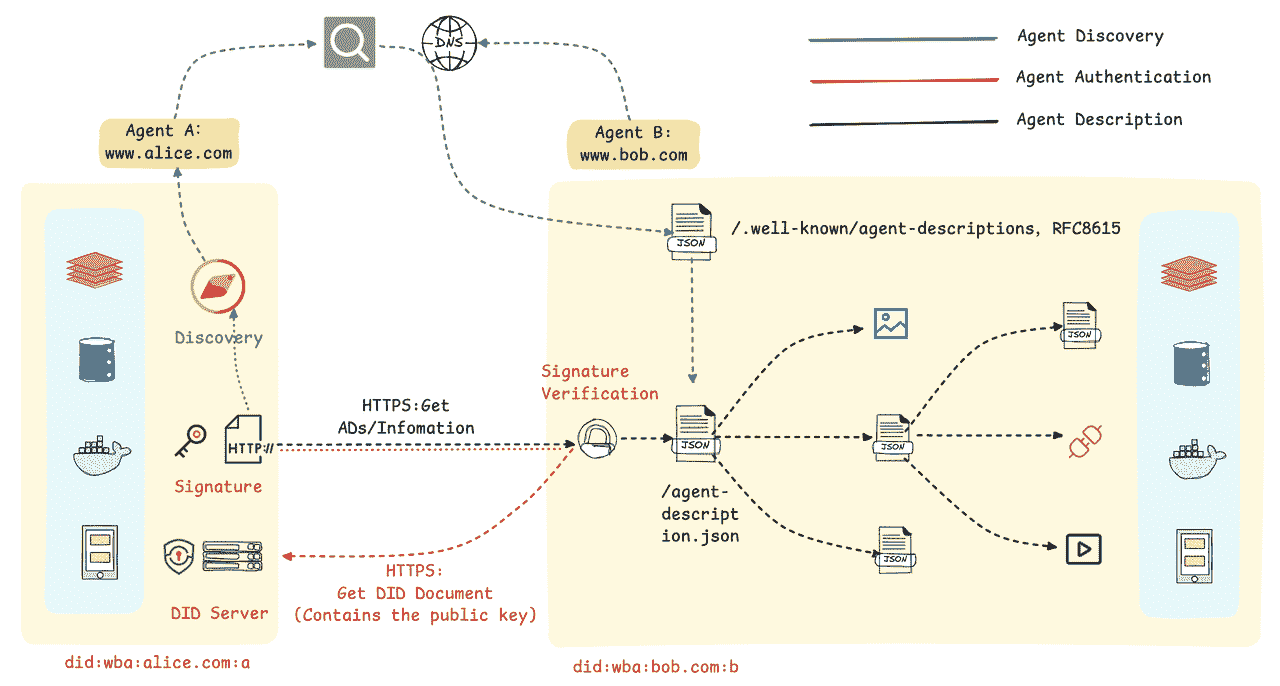 DNS
Agent Discovery
Agent Authentication
Agent Description
Agent A:
www.alice.com
Agent B:
www.bob.com
JSON
/.well-known/agent-descriptions, RFC8615
Discovery
JSON
Signature
Verification
HTTPS:Get
ADs/Infomation
HTTP://
JSON
JSON
Signature
/agent-
descript
ion.json
JSON
HTTPS:
Get DID Document
(Contains the public key)
DID Server
did:wba:alice.com:a
did:wba:bob.com:b